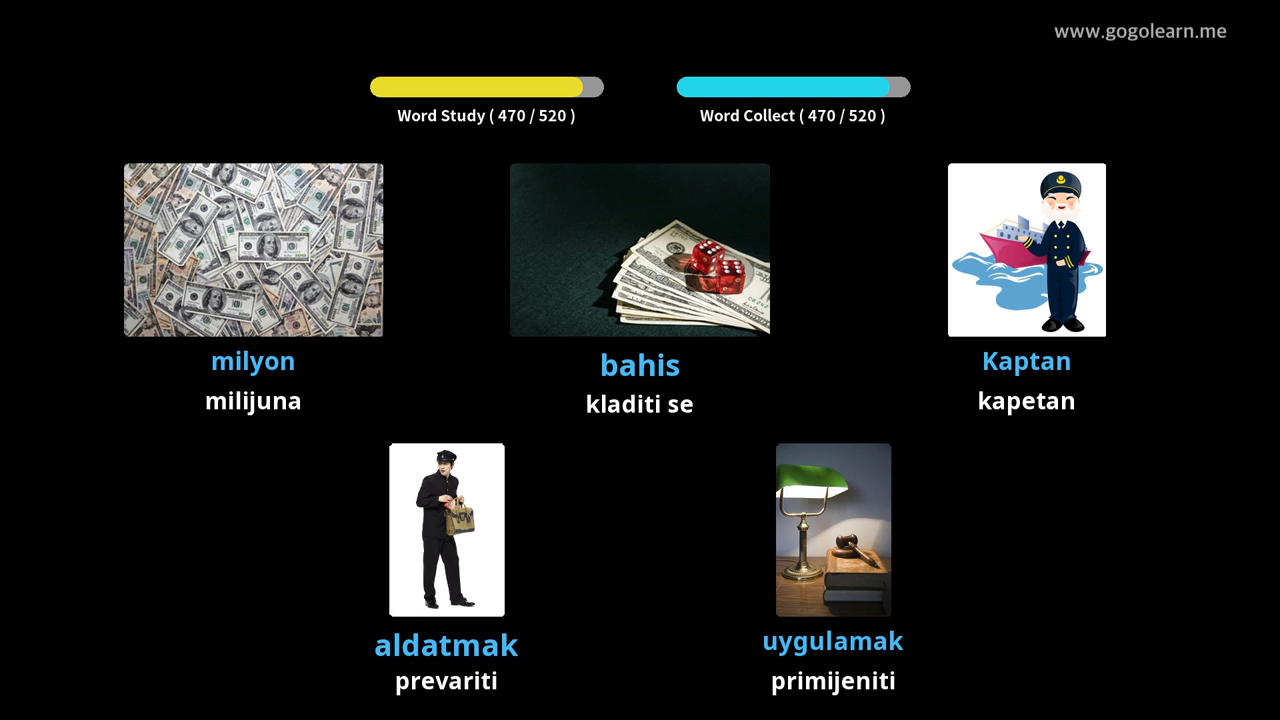 www.gogolearn.me
Word Study ( 470 / 520 )
Word Collect ( 470 / 520 )
milyon
milijuna
bahis
kladiti se
Kaptan
kapetan
aldatmak
prevariti
uygulamak
primijeniti